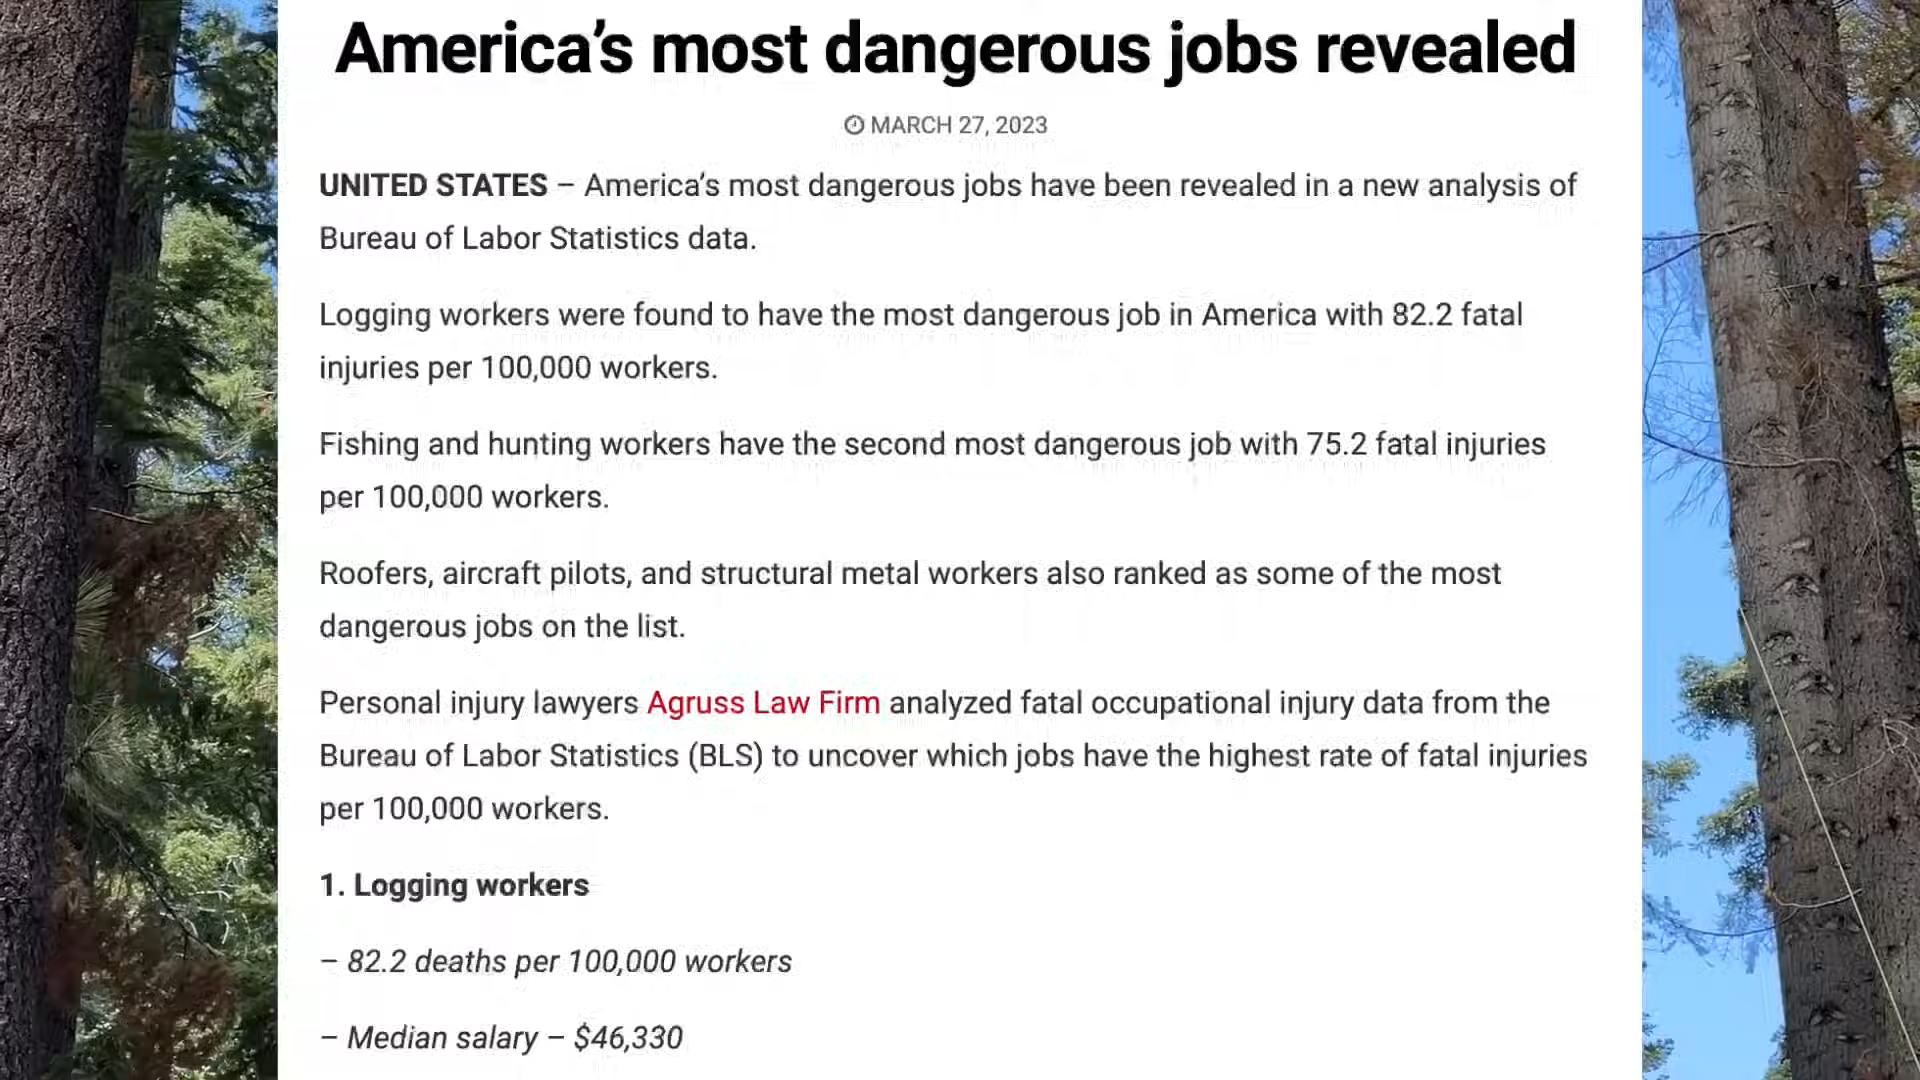 America’s most dangerous jobs revealed
MARCH 27, 2023
UNITED STATES – America’s most dangerous jobs have been revealed in a new analysis of
Bureau of Labor Statistics data.
Logging workers were found to have the most dangerous job in America with 82.2 fatal
injuries per 100,000 workers.
Fishing and hunting workers have the second most dangerous job with 75.2 fatal injuries
per 100,000 workers.
Roofers, aircraft pilots, and structural metal workers also ranked as some of the most
dangerous jobs on the list.
Personal injury lawyers Agruss Law Firm analyzed fatal occupational injury data from the
Bureau of Labor Statistics (BLS) to uncover which jobs have the highest rate of fatal injuries
per 100,000 workers.
1. Logging workers
– 82.2 deaths per 100,000 workers
– Median salary – $46,330